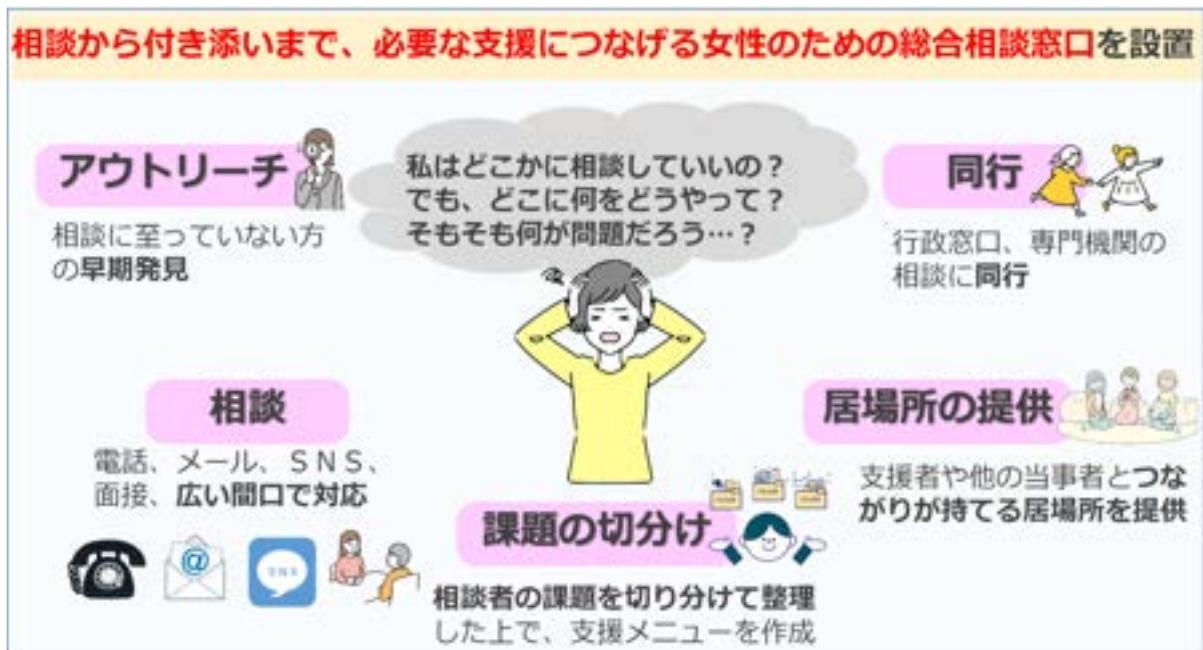 相談から付き添いまで、必要な支援につなげる女性のための総合相談窓口を設置
アウトリーチ
相談に至っていない方
の早期発見
私はどこかに相談していいの？
でも、どこに何をどうやって？
そもそも何が問題だろう…？
同行
行政窓口、専門機関の
相談に同行
相談
電話、メール、ＳＮＳ、
面接、広い間口で対応
@
SNS
課題の切分け
相談者の課題を切り分けて整理
した上で、支援メニューを作成
居場所の提供
支援者や他の当事者とつな
がりが持てる居場所を提供